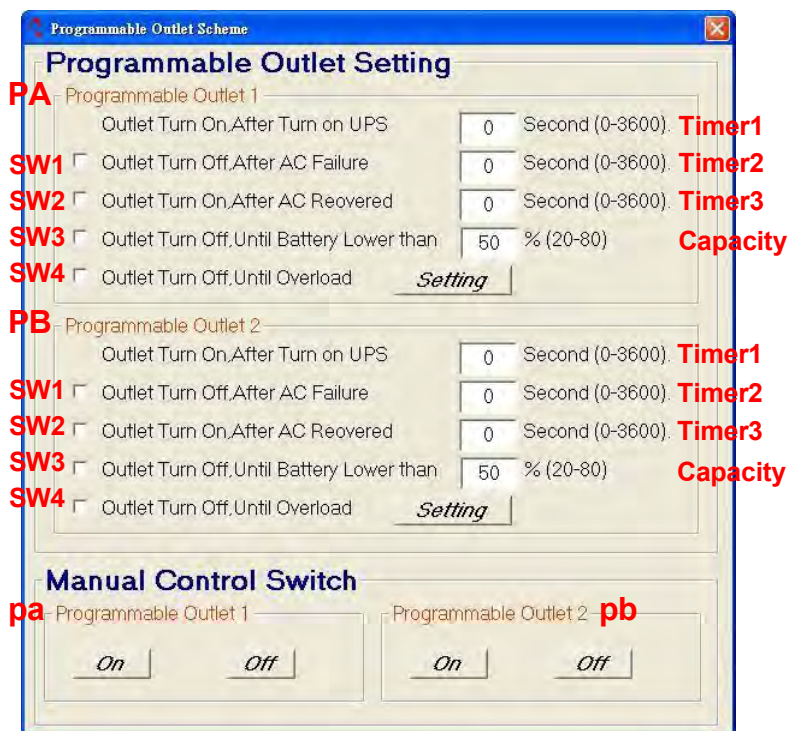 Programmable Outlet Scheme
Programmable Outlet Setting
PA Programmable Outlet 1
Outlet Turn On,After Turn on UPS 0 Second (0-3600). Timer1
SW1 Outlet Turn Off,After AC Failure 0 Second (0-3600). Timer2
SW2 Outlet Turn On,After AC Reovered 0 Second (0-3600). Timer3
SW3 Outlet Turn Off,Until Battery Lower than 50 % (20-80) Capacity
SW4 Outlet Turn Off,Until Overload Setting
PB Programmable Outlet 2
Outlet Turn On,After Turn on UPS 0 Second (0-3600). Timer1
SW1 Outlet Turn Off,After AC Failure 0 Second (0-3600). Timer2
SW2 Outlet Turn On,After AC Reovered 0 Second (0-3600). Timer3
SW3 Outlet Turn Off,Until Battery Lower than 50 % (20-80) Capacity
SW4 Outlet Turn Off,Until Overload Setting
Manual Control Switch
pa Programmable Outlet 1 Programmable Outlet 2 pb
On Off On Off